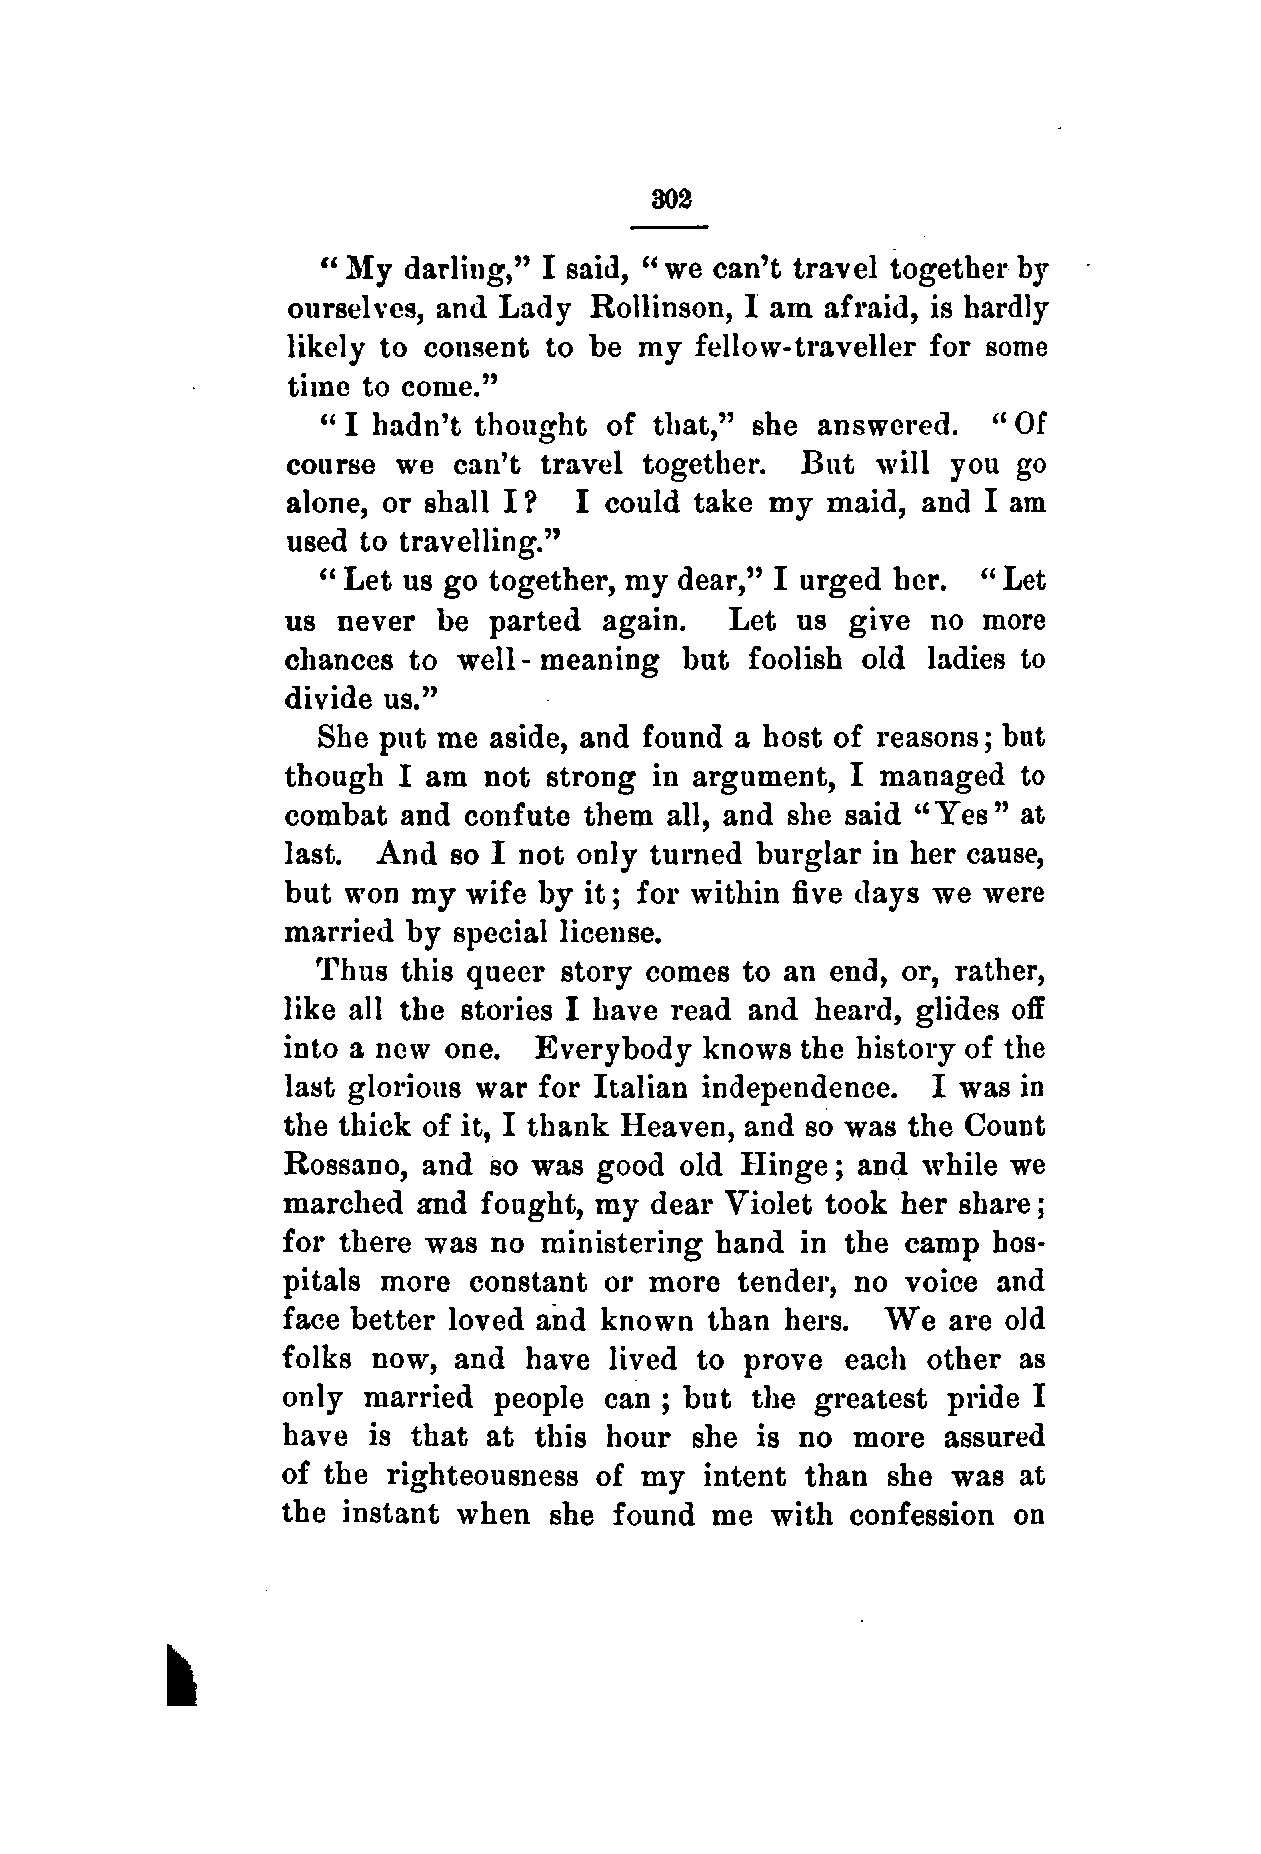 302
“ My darling,” I said, “ we can’t travel together by
ourselves, and Lady Rollinson, I am afraid, is hardly
likely to consent to be my fellow-traveller for some
time to come.”
“ I hadn’t thought of that,” she answered. “ Of
course we can’t travel together. But will you go
alone, or shall I? I could take my maid, and I am
used to travelling.”
“ Let us go together, my dear,” I urged her. “ Let
us never be parted again. Let us give no more
chances to well - meaning but foolish old ladies to
divide us.”
She put me aside, and found a host of reasons; but
though I am not strong in argument, I managed to
combat and confute them all, and she said “ Yes ” at
last. And so I not only turned burglar in her cause,
but won my wife by it; for within five days we were
married by special license.
Thus this queer story comes to an end, or, rather,
like all the stories I have read and heard, glides off
into a new one. Everybody knows the history of the
last glorious war for Italian independence. I was in
the thick of it, I thank Heaven, and so was the Count
Rossano, and so was good old Hinge; and while we
marched and fought, my dear Violet took her share;
for there was no ministering hand in the camp hos-
pitals more constant or more tender, no voice and
face better loved and known than hers. We are old
folks now, and have lived to prove each other as
only married people can ; but the greatest pride I
have is that at this hour she is no more assured
of the righteousness of my intent than she was at
the instant when she found me with confession on